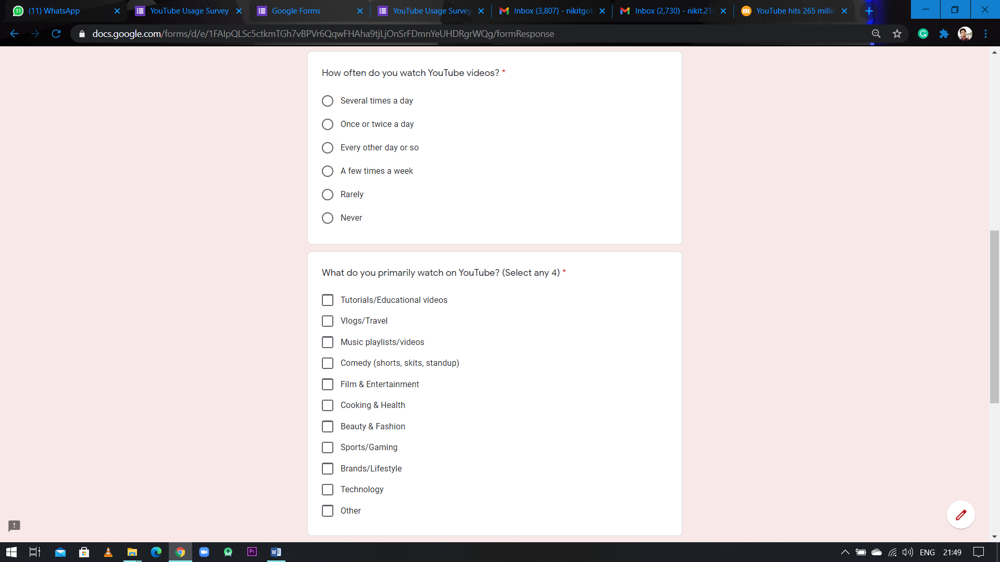 (11) WhatsApp
YouTube Usage Survey
Google Forms
YouTube Usage Survey
Inbox (3,807) - nikitgok
Inbox (2,730) - nikit.21
YouTube hits 265 millio
docs.google.com/forms/d/e/1FAIpQLSc5ctkmTGh7vBPVr6QqwFHAha9tjLjOnSrFDmnYeUHDRgrWQg/formResponse
How often do you watch YouTube videos? *
Several times a day
Once or twice a day
Every other day or so
A few times a week
Rarely
Never
What do you primarily watch on YouTube? (Select any 4) *
Tutorials/Educational videos
Vlogs/Travel
Music playlists/videos
Comedy (shorts, skits, standup)
Film & Entertainment
Cooking & Health
Beauty & Fashion
Sports/Gaming
Brands/Lifestyle
Technology
Other
ENG
21:49